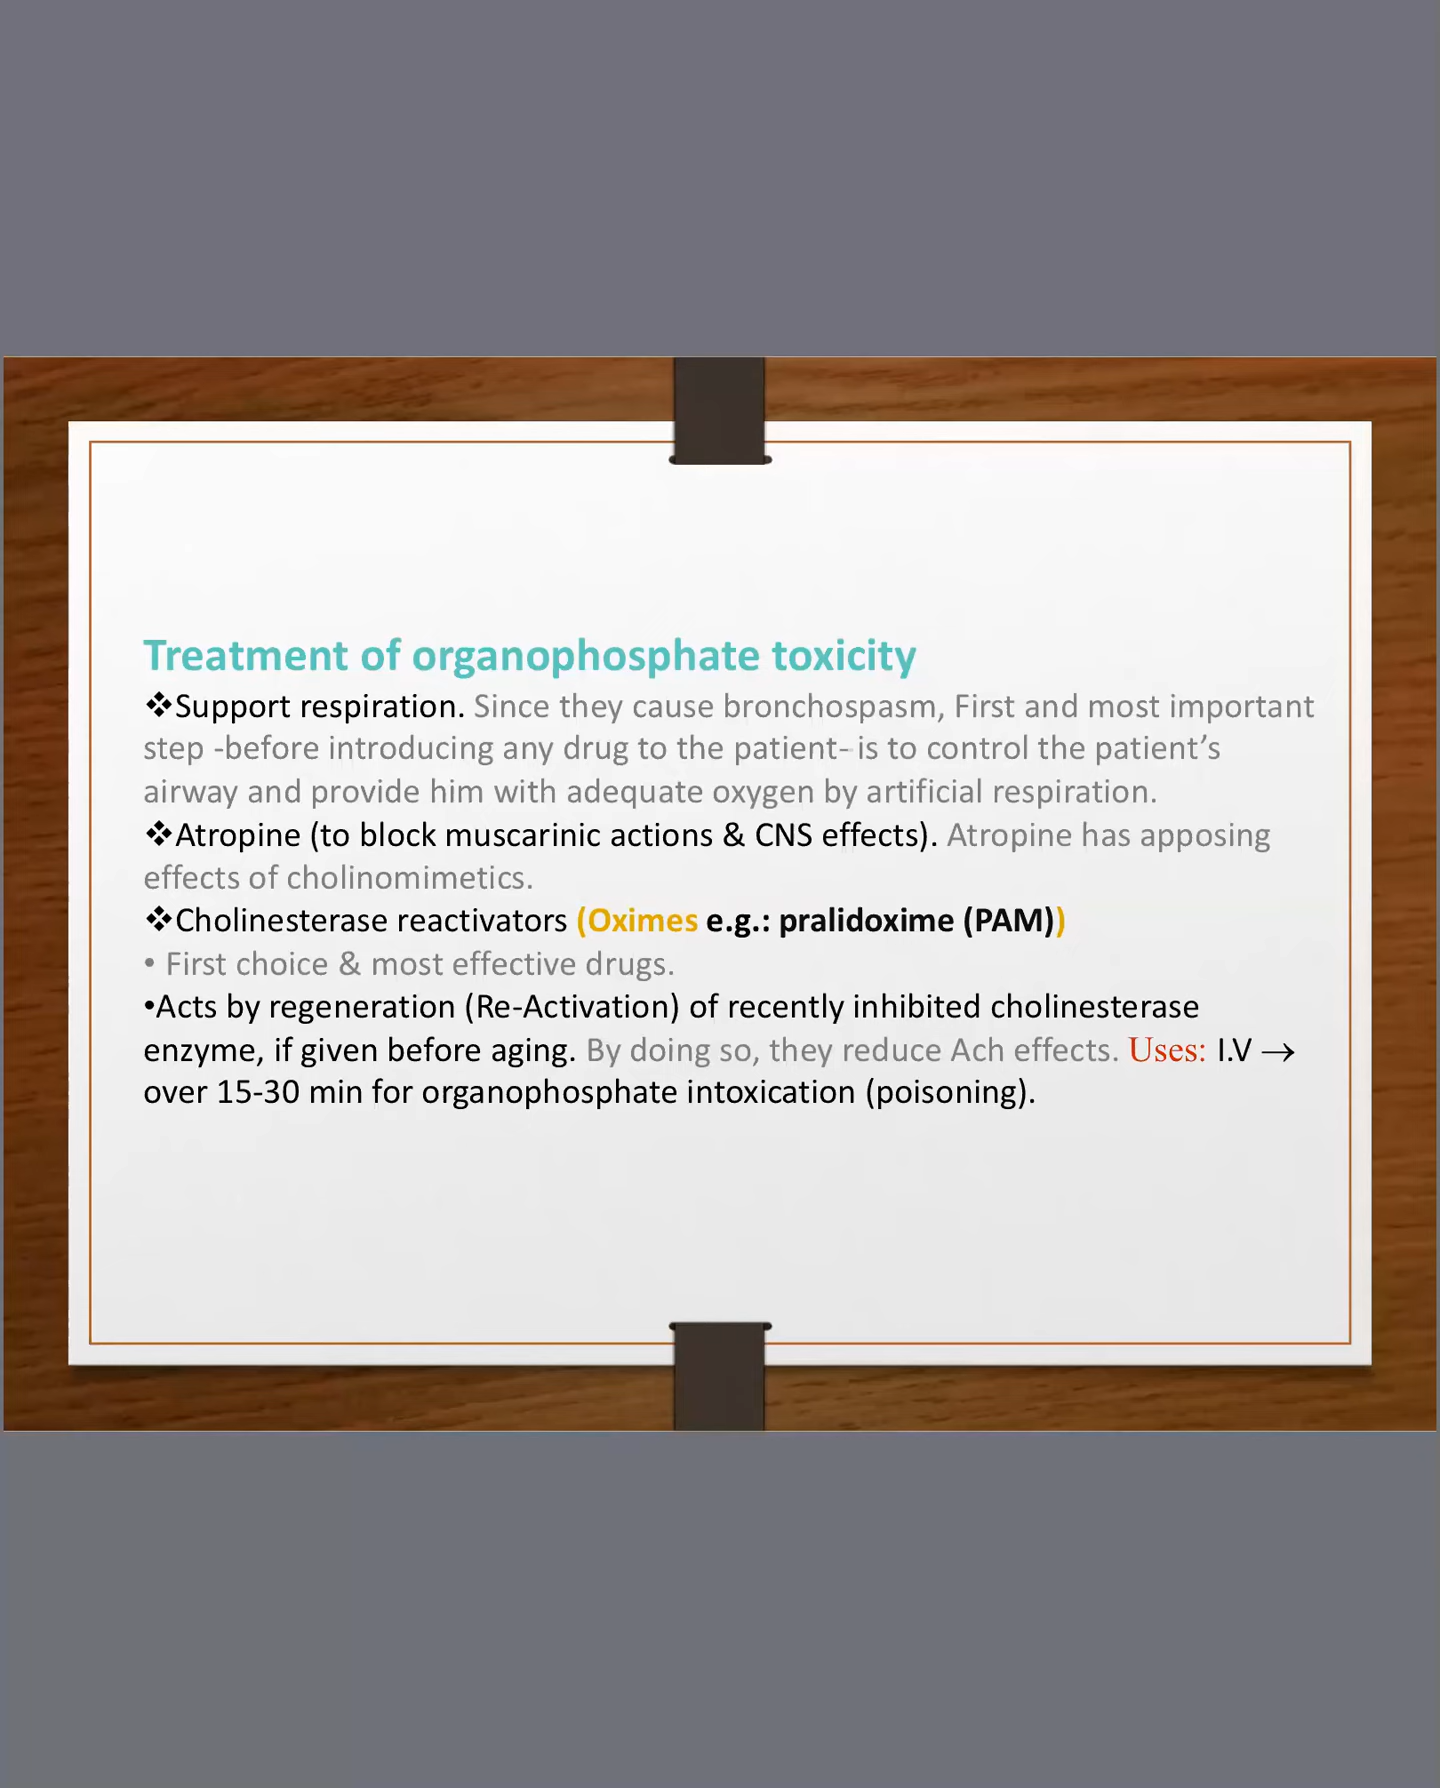 Treatment of organophosphate toxicity
❖Support respiration. Since they cause bronchospasm, First and most important
step -before introducing any drug to the patient- is to control the patient’s
airway and provide him with adequate oxygen by artificial respiration.
❖Atropine (to block muscarinic actions & CNS effects). Atropine has apposing
effects of cholinomimetics.
❖Cholinesterase reactivators (Oximes e.g.: pralidoxime (PAM))
• First choice & most effective drugs.
•Acts by regeneration (Re-Activation) of recently inhibited cholinesterase
enzyme, if given before aging. By doing so, they reduce Ach effects. Uses: I.V →
over 15-30 min for organophosphate intoxication (poisoning).